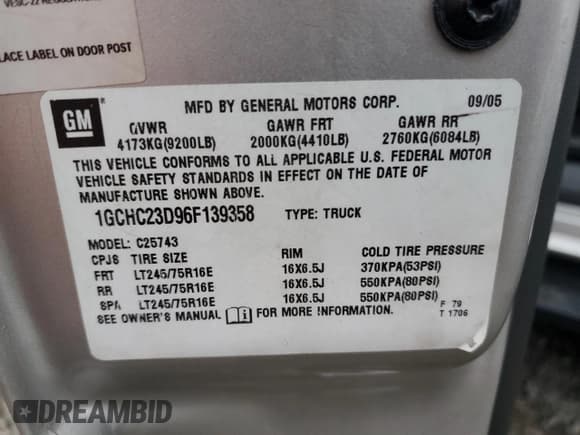 LACE LABEL ON DOOR POST
GM
MFD BY GENERAL MOTORS CORP. 09/05
GVWR GAWR FRT GAWR RR
4173KG(9200LB) 2000KG(4410LB) 2760KG(6084LB)
THIS VEHICLE CONFORMS TO ALL APPLICABLE U.S. FEDERAL MOTOR
VEHICLE SAFETY STANDARDS IN EFFECT ON THE DATE OF
MANUFACTURE SHOWN ABOVE.
1GCHC23D96F139358 TYPE: TRUCK
MODEL: C25743
CPJS TIRE SIZE RIM COLD TIRE PRESSURE
FRT LT245/75R16E 16X6.5J 370KPA(53PSI)
RR LT245/75R16E 16X6.5J 550KPA(80PSI)
SPA LT245/75R16E 16X6.5J 550KPA(80PSI)
SEE OWNER'S MANUAL FOR MORE INFORMATION.
F 79
T 1706
DREAMBID